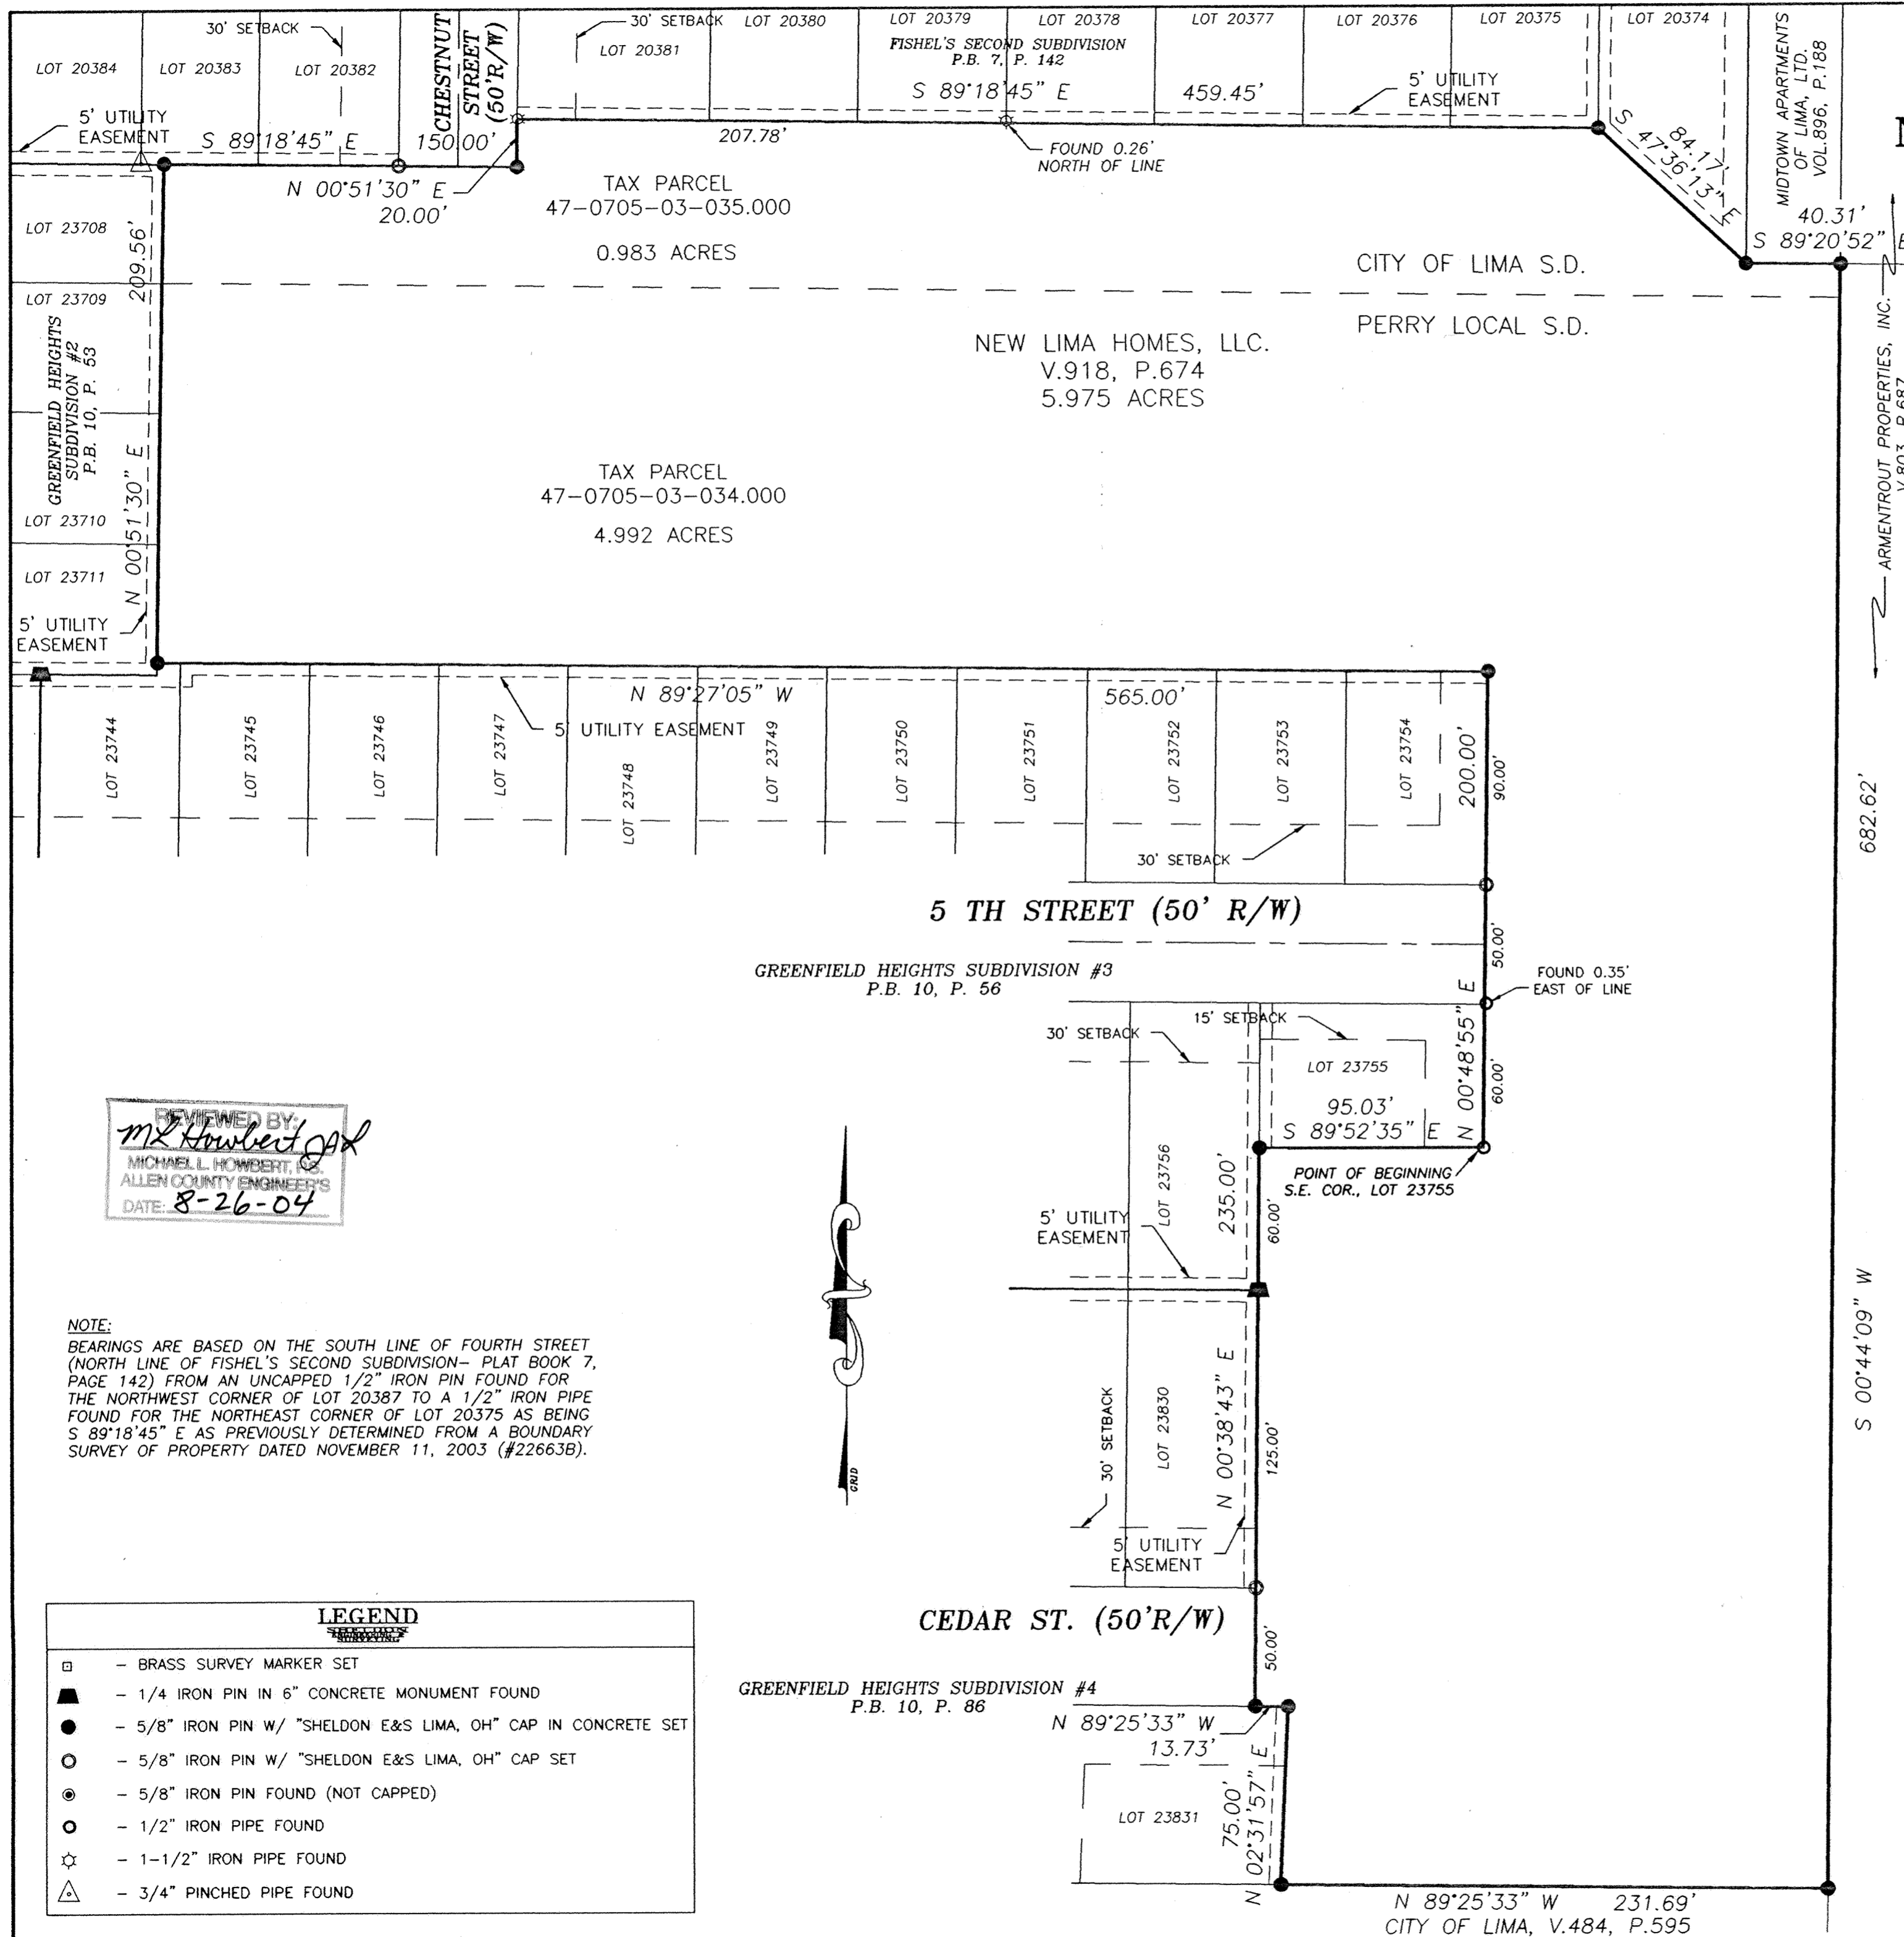 30' SETBACK
LOT 20384
LOT 20383
LOT 20382
CHESTNUT
STREET
(50'R/W)
30' SETBACK
LOT 20381
LOT 20380
LOT 20379
LOT 20378
LOT 20377
LOT 20376
LOT 20375
LOT 20374
FISHEL'S SECOND SUBDIVISION
P.B. 7, P. 142
S 89°18'45" E 459.45'
5' UTILITY
EASEMENT
MIDTOWN APARTMENTS
OF LIMA, LTD.
VOL.896, P.188
5' UTILITY
EASEMENT
S 89°18'45" E 150.00'
207.78'
FOUND 0.26'
NORTH OF LINE
84.17'
S 47°36'13" E
40.31'
S 89°20'52" E
N 00°51'30" E
20.00'
TAX PARCEL
47-0705-03-035.000
0.983 ACRES
LOT 23708
209.56'
LOT 23709
CITY OF LIMA S.D.
PERRY LOCAL S.D.
GREENFIELD HEIGHTS
SUBDIVISION #2
P.B. 10, P. 53
NEW LIMA HOMES, LLC.
V.918, P.674
5.975 ACRES
ARMENTROUT PROPERTIES, INC.
V.803, P.687
TAX PARCEL
47-0705-03-034.000
4.992 ACRES
N 00°51'30" E
LOT 23710
LOT 23711
5' UTILITY
EASEMENT
N 89°27'05" W 565.00'
5' UTILITY EASEMENT
LOT 23744
LOT 23745
LOT 23746
LOT 23747
LOT 23748
LOT 23749
LOT 23750
LOT 23751
LOT 23752
LOT 23753
LOT 23754
200.00'
90.00'
682.62'
30' SETBACK
5 TH STREET (50' R/W)
50.00'
GREENFIELD HEIGHTS SUBDIVISION #3
P.B. 10, P. 56
FOUND 0.35'
EAST OF LINE
30' SETBACK
15' SETBACK
LOT 23755
N 00°48'55" E
60.00'
95.03'
S 89°52'35" E
POINT OF BEGINNING
S.E. COR., LOT 23755
REVIEWED BY:
ML Howbert JAL
MICHAEL L. HOWBERT, P.S.
ALLEN COUNTY ENGINEER'S
DATE: 8-26-04
LOT 23756
235.00'
60.00'
5' UTILITY
EASEMENT
S 00°44'09" W
NOTE:
BEARINGS ARE BASED ON THE SOUTH LINE OF FOURTH STREET
(NORTH LINE OF FISHEL'S SECOND SUBDIVISION– PLAT BOOK 7,
PAGE 142) FROM AN UNCAPPED 1/2" IRON PIN FOUND FOR
THE NORTHWEST CORNER OF LOT 20387 TO A 1/2" IRON PIPE
FOUND FOR THE NORTHEAST CORNER OF LOT 20375 AS BEING
S 89°18'45" E AS PREVIOUSLY DETERMINED FROM A BOUNDARY
SURVEY OF PROPERTY DATED NOVEMBER 11, 2003 (#22663B).
GRID
30' SETBACK
LOT 23830
N 00°38'43" E
125.00'
5' UTILITY
EASEMENT
CEDAR ST. (50'R/W)
50.00'
GREENFIELD HEIGHTS SUBDIVISION #4
P.B. 10, P. 86
N 89°25'33" W
13.73'
LOT 23831
75.00'
N 02°31'57" E
N 89°25'33" W 231.69'
CITY OF LIMA, V.484, P.595
LEGEND
– BRASS SURVEY MARKER SET
– 1/4 IRON PIN IN 6" CONCRETE MONUMENT FOUND
– 5/8" IRON PIN W/ "SHELDON E&S LIMA, OH" CAP IN CONCRETE SET
– 5/8" IRON PIN W/ "SHELDON E&S LIMA, OH" CAP SET
– 5/8" IRON PIN FOUND (NOT CAPPED)
– 1/2" IRON PIPE FOUND
– 1-1/2" IRON PIPE FOUND
– 3/4" PINCHED PIPE FOUND